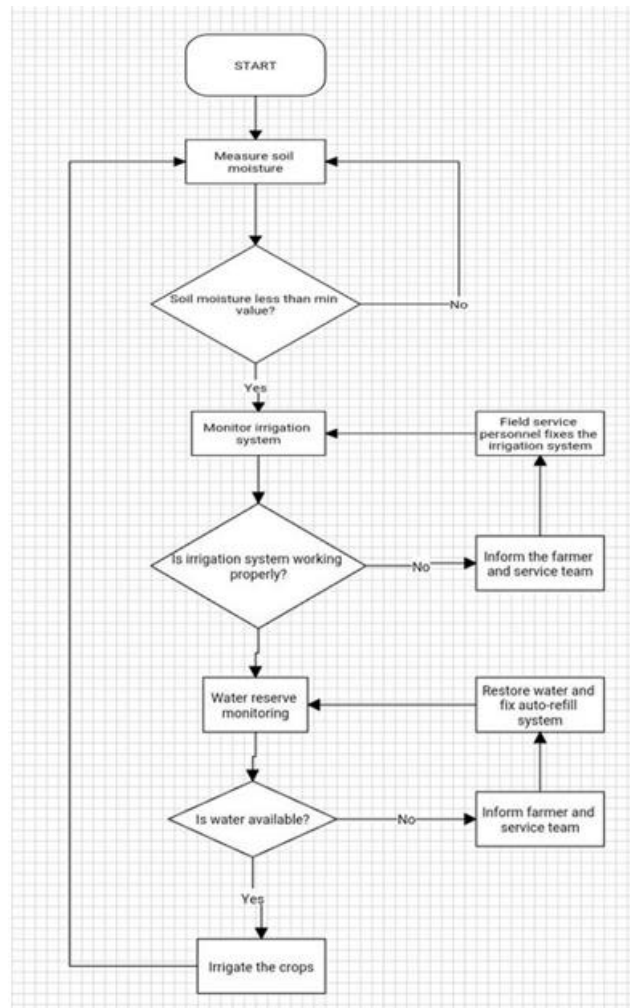 START
Measure soil
moisture
Soil moisture less than min
value?
No
Yes
Monitor irrigation
system
Field service
personnel fixes the
irrigation system
Is irrigation system working
properly?
No
Inform the farmer
and service team
Water reserve
monitoring
Restore water and
fix auto-refill
system
Is water available?
No
Inform farmer and
service team
Yes
Irrigate the crops